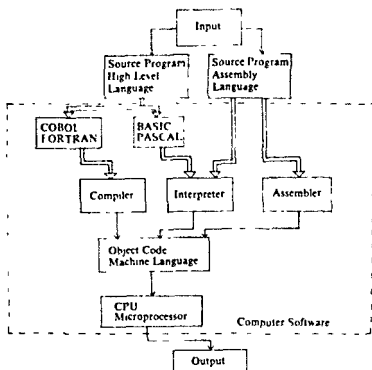 Input
Source Program
High Level
Language
Source Program
Assembly
Language
COBOL
FORTRAN
BASIC
PASCAL
Compiler
Interpreter
Assembler
Object Code
Machine Language
CPU
Microprocessor
Computer Software
Output